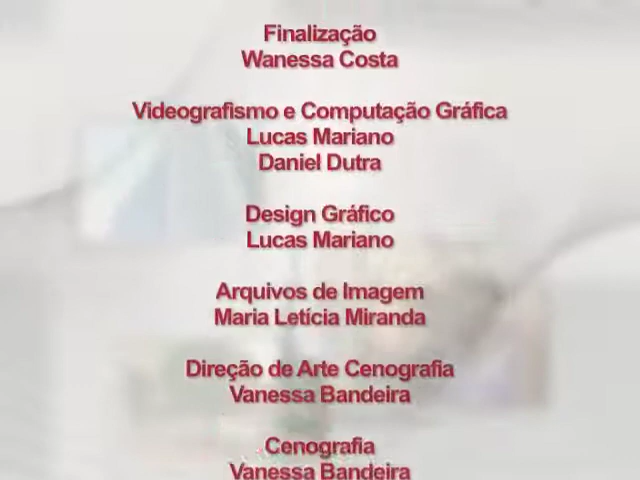 Finalização
Wanessa Costa
Videografismo e Computação Gráfica
Lucas Mariano
Daniel Dutra
Design Gráfico
Lucas Mariano
Arquivos de Imagem
Maria Letícia Miranda
Direção de Arte Cenografia
Vanessa Bandeira
Cenografia
Vanessa Bandeira